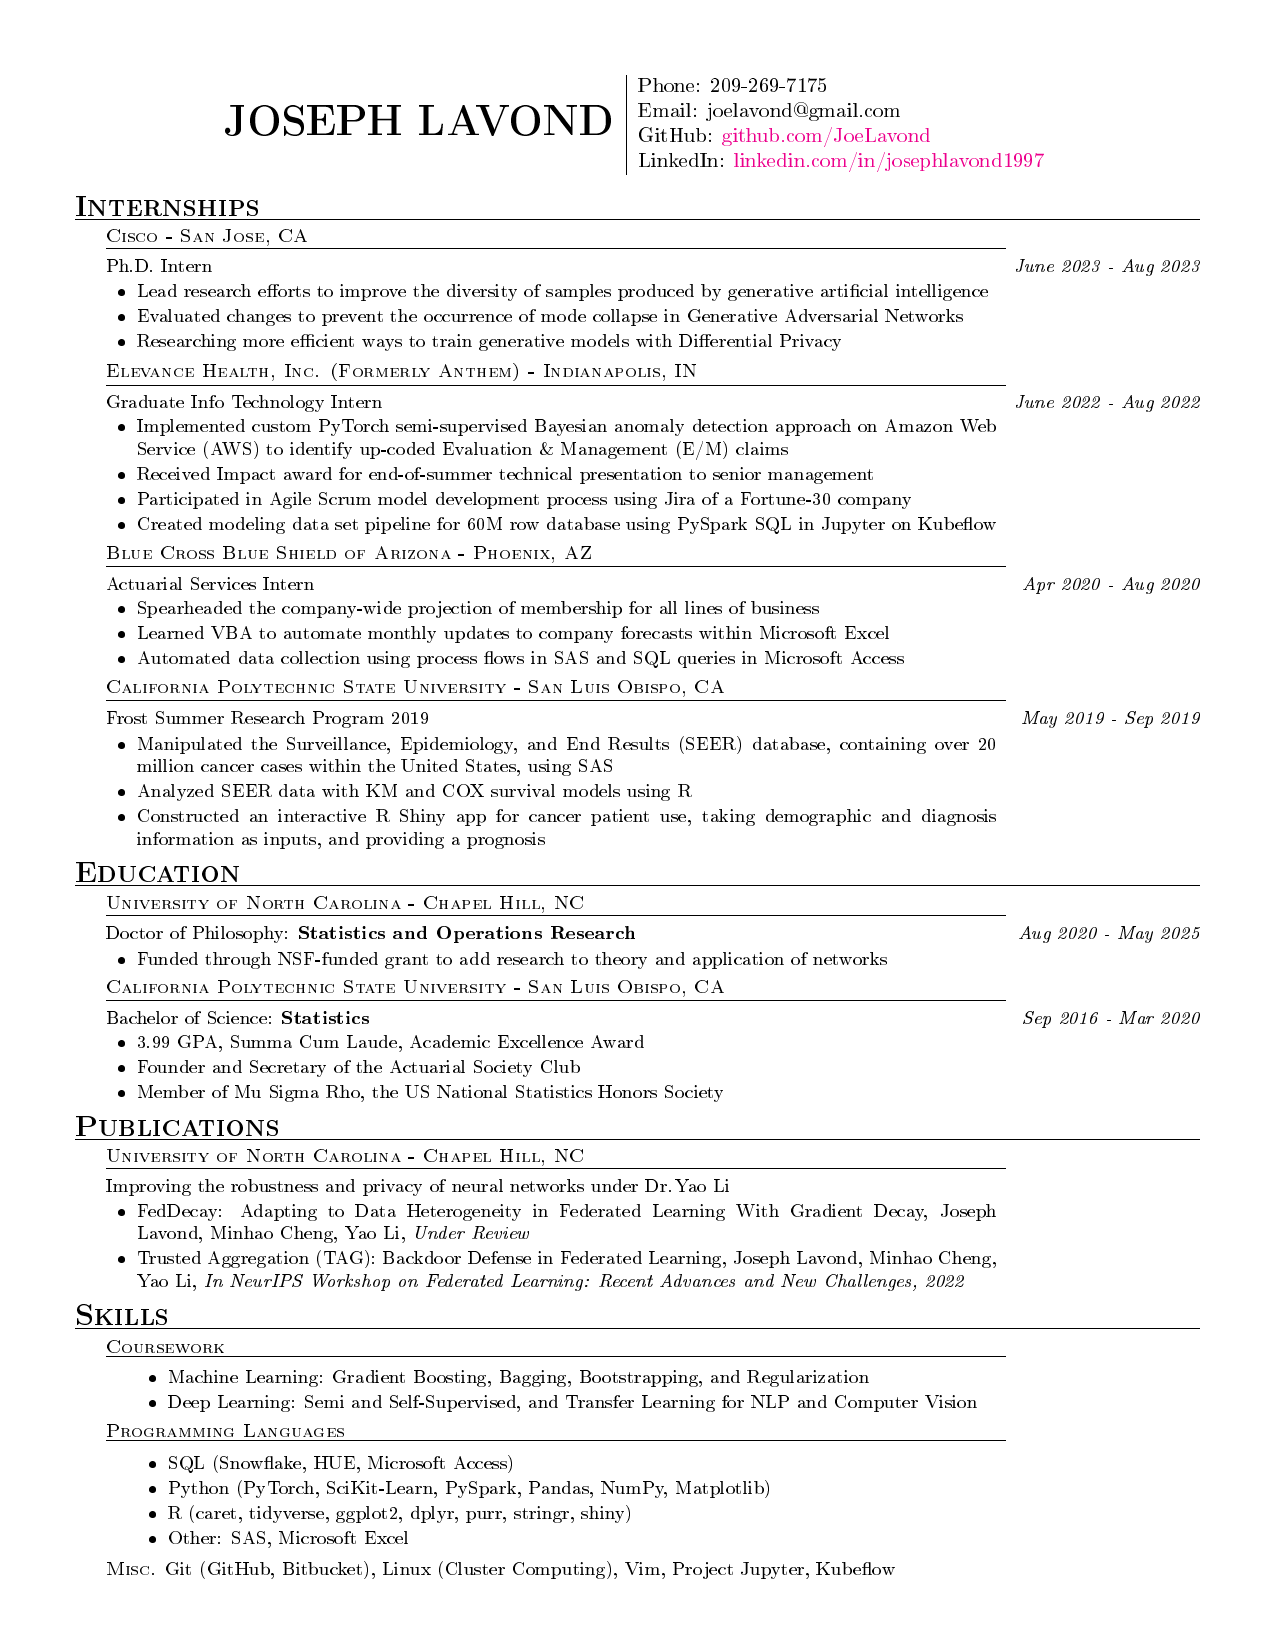 JOSEPH LAVOND
Phone: 209-269-7175
Email: joelavond@gmail.com
GitHub: github.com/JoeLavond
LinkedIn: linkedin.com/in/josephlavond1997
Internships
Cisco - San Jose, CA
Ph.D. Intern June 2023 - Aug 2023
• Lead research efforts to improve the diversity of samples produced by generative artificial intelligence
• Evaluated changes to prevent the occurrence of mode collapse in Generative Adversarial Networks
• Researching more efficient ways to train generative models with Differential Privacy
Elevance Health, Inc. (Formerly Anthem) - Indianapolis, IN
Graduate Info Technology Intern June 2022 - Aug 2022
• Implemented custom PyTorch semi-supervised Bayesian anomaly detection approach on Amazon Web
Service (AWS) to identify up-coded Evaluation & Management (E/M) claims
• Received Impact award for end-of-summer technical presentation to senior management
• Participated in Agile Scrum model development process using Jira of a Fortune-30 company
• Created modeling data set pipeline for 60M row database using PySpark SQL in Jupyter on Kubeflow
Blue Cross Blue Shield of Arizona - Phoenix, AZ
Actuarial Services Intern Apr 2020 - Aug 2020
• Spearheaded the company-wide projection of membership for all lines of business
• Learned VBA to automate monthly updates to company forecasts within Microsoft Excel
• Automated data collection using process flows in SAS and SQL queries in Microsoft Access
California Polytechnic State University - San Luis Obispo, CA
Frost Summer Research Program 2019 May 2019 - Sep 2019
• Manipulated the Surveillance, Epidemiology, and End Results (SEER) database, containing over 20
million cancer cases within the United States, using SAS
• Analyzed SEER data with KM and COX survival models using R
• Constructed an interactive R Shiny app for cancer patient use, taking demographic and diagnosis
information as inputs, and providing a prognosis
Education
University of North Carolina - Chapel Hill, NC
Doctor of Philosophy: Statistics and Operations Research Aug 2020 - May 2025
• Funded through NSF-funded grant to add research to theory and application of networks
California Polytechnic State University - San Luis Obispo, CA
Bachelor of Science: Statistics Sep 2016 - Mar 2020
• 3.99 GPA, Summa Cum Laude, Academic Excellence Award
• Founder and Secretary of the Actuarial Society Club
• Member of Mu Sigma Rho, the US National Statistics Honors Society
Publications
University of North Carolina - Chapel Hill, NC
Improving the robustness and privacy of neural networks under Dr. Yao Li
• FedDecay: Adapting to Data Heterogeneity in Federated Learning With Gradient Decay, Joseph
Lavond, Minhao Cheng, Yao Li, Under Review
• Trusted Aggregation (TAG): Backdoor Defense in Federated Learning, Joseph Lavond, Minhao Cheng,
Yao Li, In NeurIPS Workshop on Federated Learning: Recent Advances and New Challenges, 2022
Skills
Coursework
• Machine Learning: Gradient Boosting, Bagging, Bootstrapping, and Regularization
• Deep Learning: Semi and Self-Supervised, and Transfer Learning for NLP and Computer Vision
Programming Languages
• SQL (Snowflake, HUE, Microsoft Access)
• Python (PyTorch, SciKit-Learn, PySpark, Pandas, NumPy, Matplotlib)
• R (caret, tidyverse, ggplot2, dplyr, purr, stringr, shiny)
• Other: SAS, Microsoft Excel
Misc. Git (GitHub, Bitbucket), Linux (Cluster Computing), Vim, Project Jupyter, Kubeflow